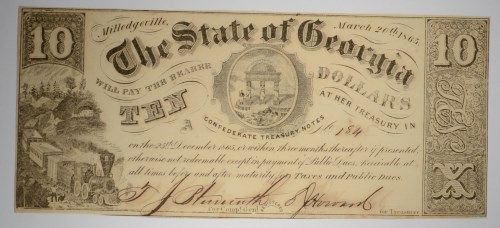 10
Milledgeville,
March 20th, 1865
10
The State of Georgia
WILL PAY THE BEARER
TEN
DOLLARS
AT HER TREASURY IN
CONFEDERATE TREASURY NOTES
A
No. 184
on the 25th December 1865, or within three months thereafter if presented,
otherwise not redeemed except in payment of Public Dues. Receivable at
all times before and after maturity for Taxes and Public Dues.
For Compt. Genl.
Howard
for Treasurer
X